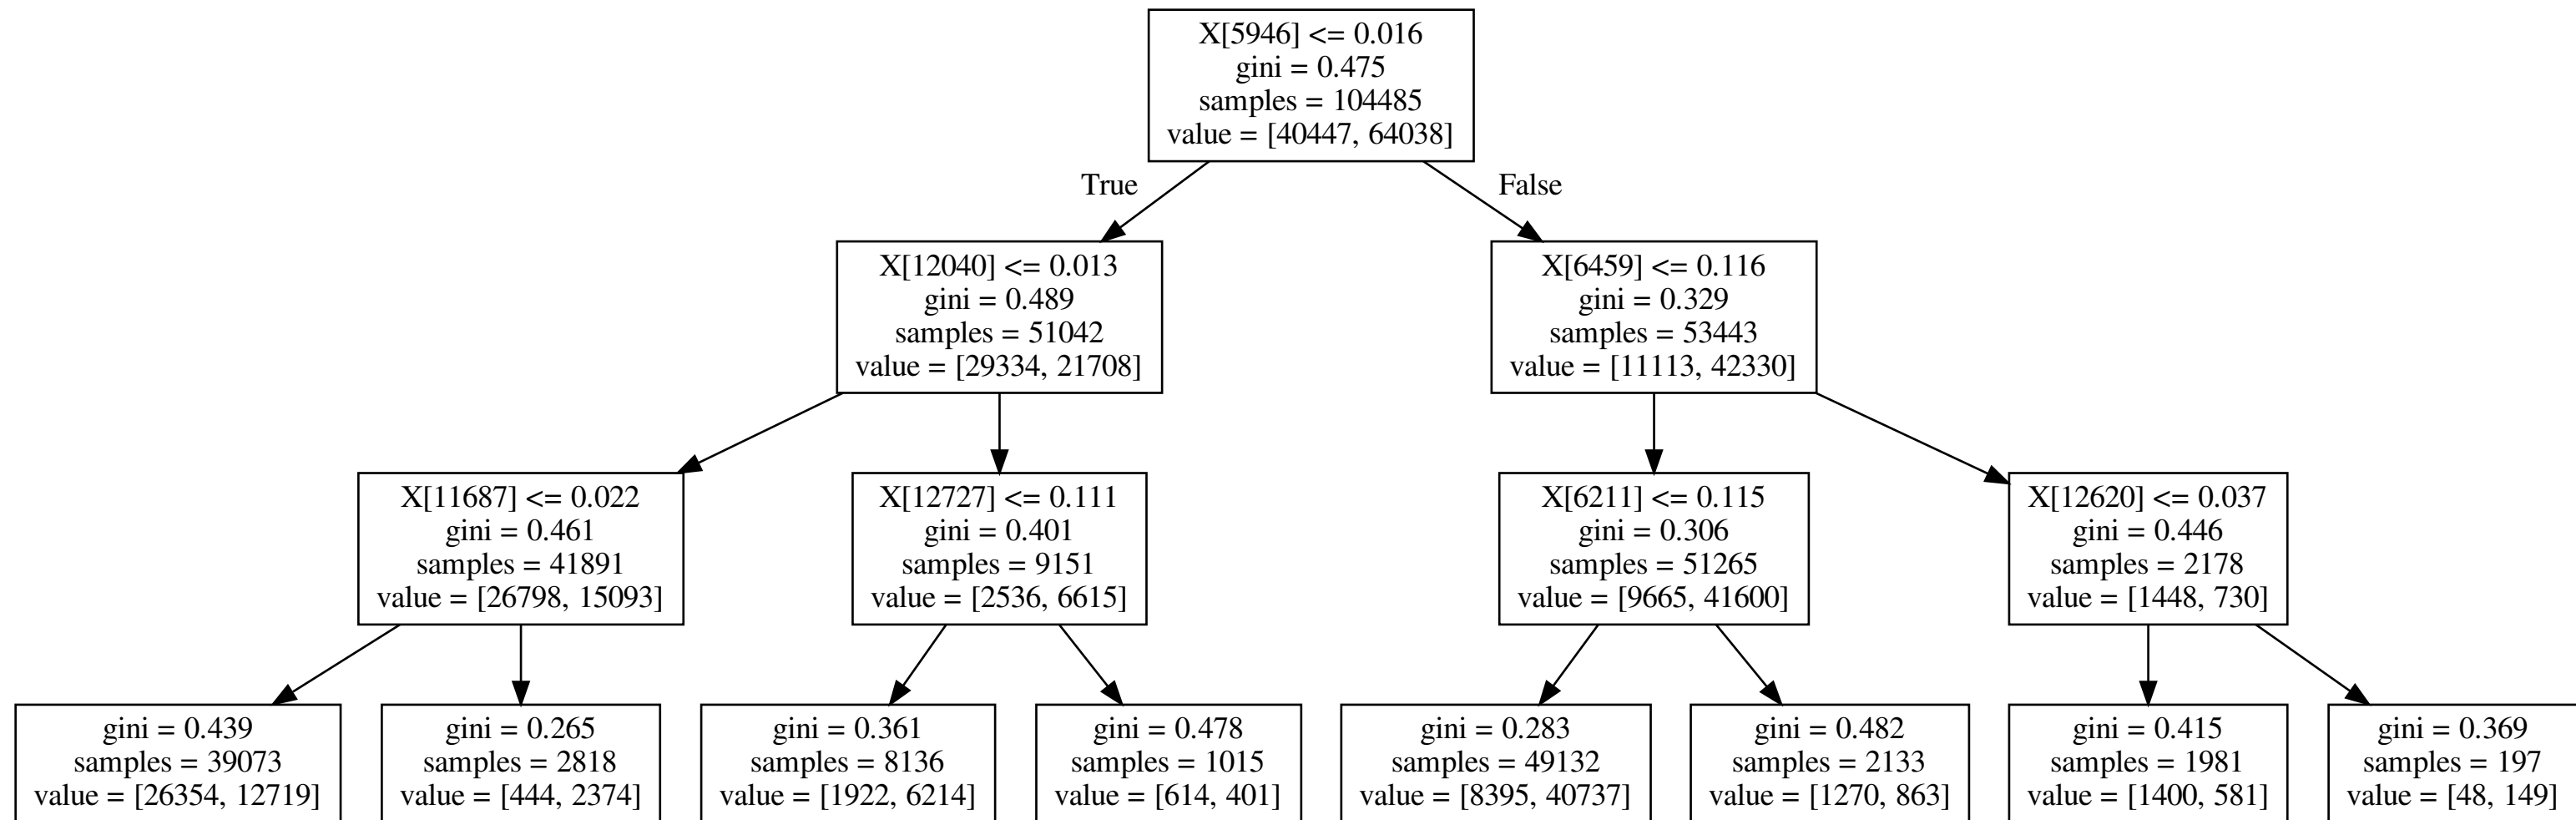 X[5946] <= 0.016
gini = 0.475
samples = 104485
value = [40447, 64038]
True
False
X[12040] <= 0.013
gini = 0.489
samples = 51042
value = [29334, 21708]
X[6459] <= 0.116
gini = 0.329
samples = 53443
value = [11113, 42330]
X[11687] <= 0.022
gini = 0.461
samples = 41891
value = [26798, 15093]
X[12727] <= 0.111
gini = 0.401
samples = 9151
value = [2536, 6615]
X[6211] <= 0.115
gini = 0.306
samples = 51265
value = [9665, 41600]
X[12620] <= 0.037
gini = 0.446
samples = 2178
value = [1448, 730]
gini = 0.439
samples = 39073
value = [26354, 12719]
gini = 0.265
samples = 2818
value = [444, 2374]
gini = 0.361
samples = 8136
value = [1922, 6214]
gini = 0.478
samples = 1015
value = [614, 401]
gini = 0.283
samples = 49132
value = [8395, 40737]
gini = 0.482
samples = 2133
value = [1270, 863]
gini = 0.415
samples = 1981
value = [1400, 581]
gini = 0.369
samples = 197
value = [48, 149]